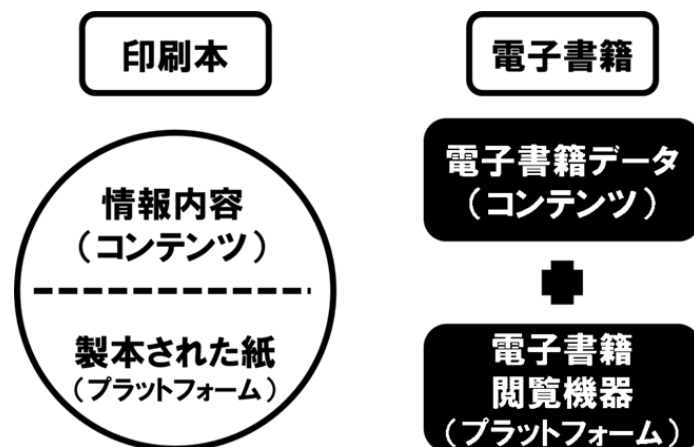 印刷本
情報内容
（コンテンツ）
製本された紙
（プラットフォーム）
電子書籍
電子書籍データ
（コンテンツ）
電子書籍
閲覧機器
（プラットフォーム）